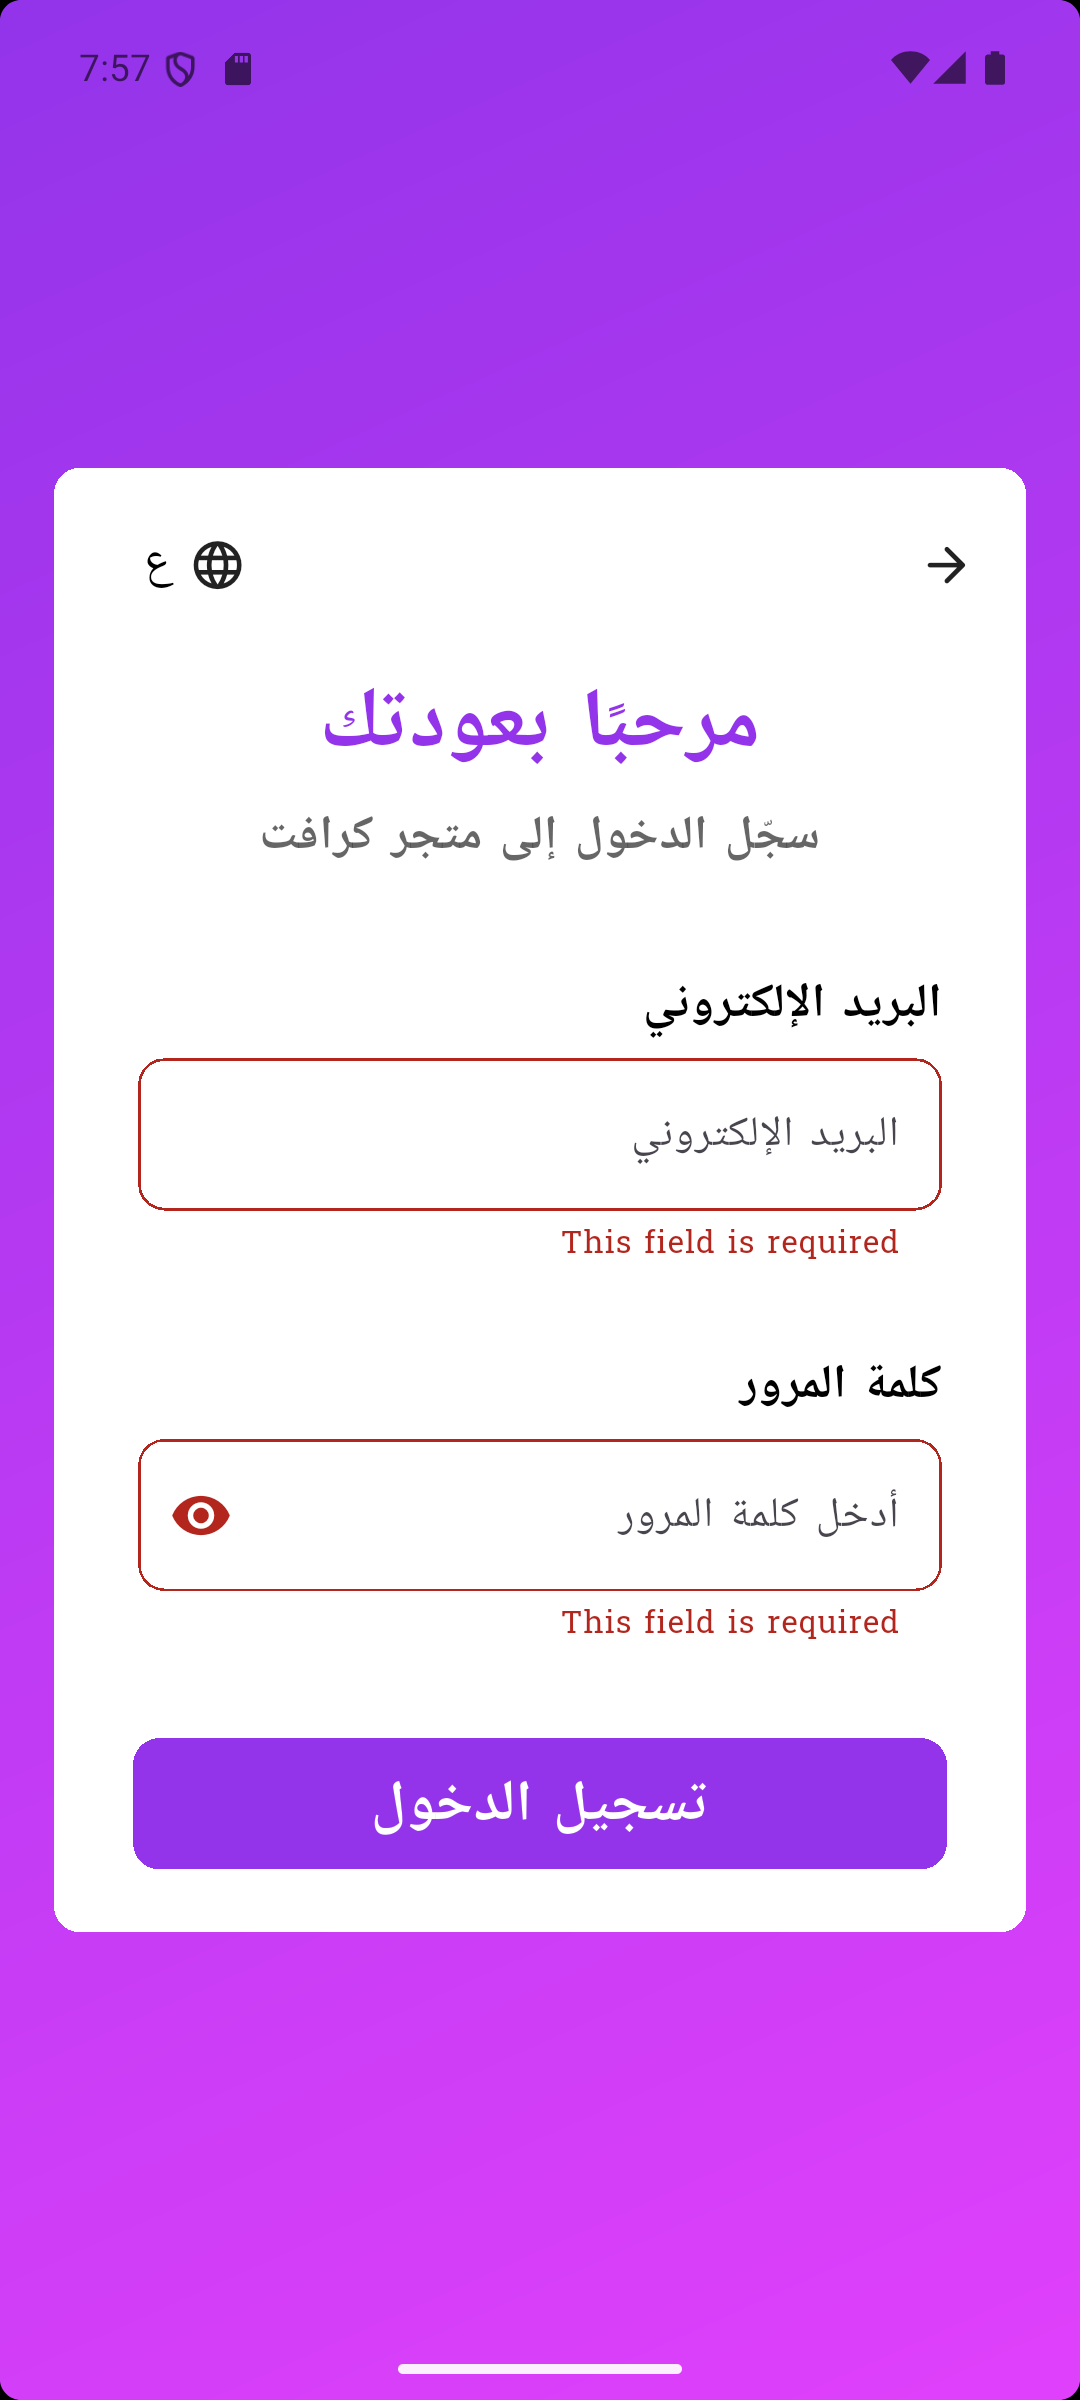 7:57
ع
مرحبًا بعودتك
سجّل الدخول إلى متجر كرافت
البريد الإلكتروني
البريد الإلكتروني
This field is required
كلمة المرور
أدخل كلمة المرور
This field is required
تسجيل الدخول